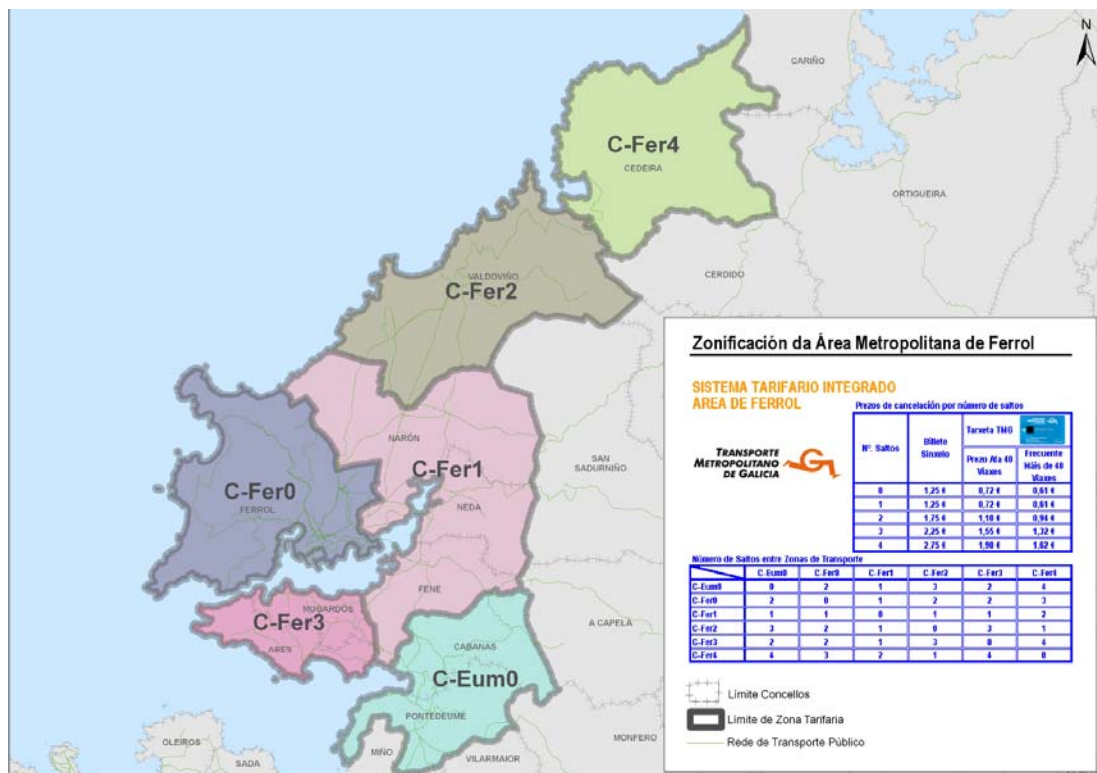 N
CARIÑO
C-Fer4
CEDEIRA
ORTIGUEIRA
CERDIDO
VALDOVIÑO
C-Fer2
NARÓN
C-Fer1
SAN
SADURNIÑO
C-Fer0
FERROL
NEDA
FENE
MUGARDOS
C-Fer3
ARES
A CAPELA
CABANAS
C-Eum0
PONTEDEUME
MIÑO
OLEIROS
SADA
VILARMAIOR
MONFERO
Zonificación da Área Metropolitana de Ferrol
SISTEMA TARIFARIO INTEGRADO
AREA DE FERROL
TRANSPORTE
METROPOLITANO
DE GALICIA
Prezos de cancelación por número de saltos
Nº. Saltos Billete Sinxelo Tarxeta TMG
Prezo Ata 40 Viaxes Frecuente Máis de 40 Viaxes
0 1,25 € 0,72 € 0,61 €
1 1,25 € 0,72 € 0,61 €
2 1,75 € 1,10 € 0,94 €
3 2,25 € 1,55 € 1,32 €
4 2,75 € 1,90 € 1,62 €
Número de Saltos entre Zonas de Transporte
C-Eum0 C-Fer0 C-Fer1 C-Fer2 C-Fer3 C-Fer4
C-Eum0 0 2 1 3 2 4
C-Fer0 2 0 1 2 2 3
C-Fer1 1 1 0 1 1 2
C-Fer2 3 2 1 0 3 1
C-Fer3 2 2 1 3 0 4
C-Fer4 4 3 2 1 4 0
Límite Concellos
Límite de Zona Tarifaria
Rede de Transporte Público